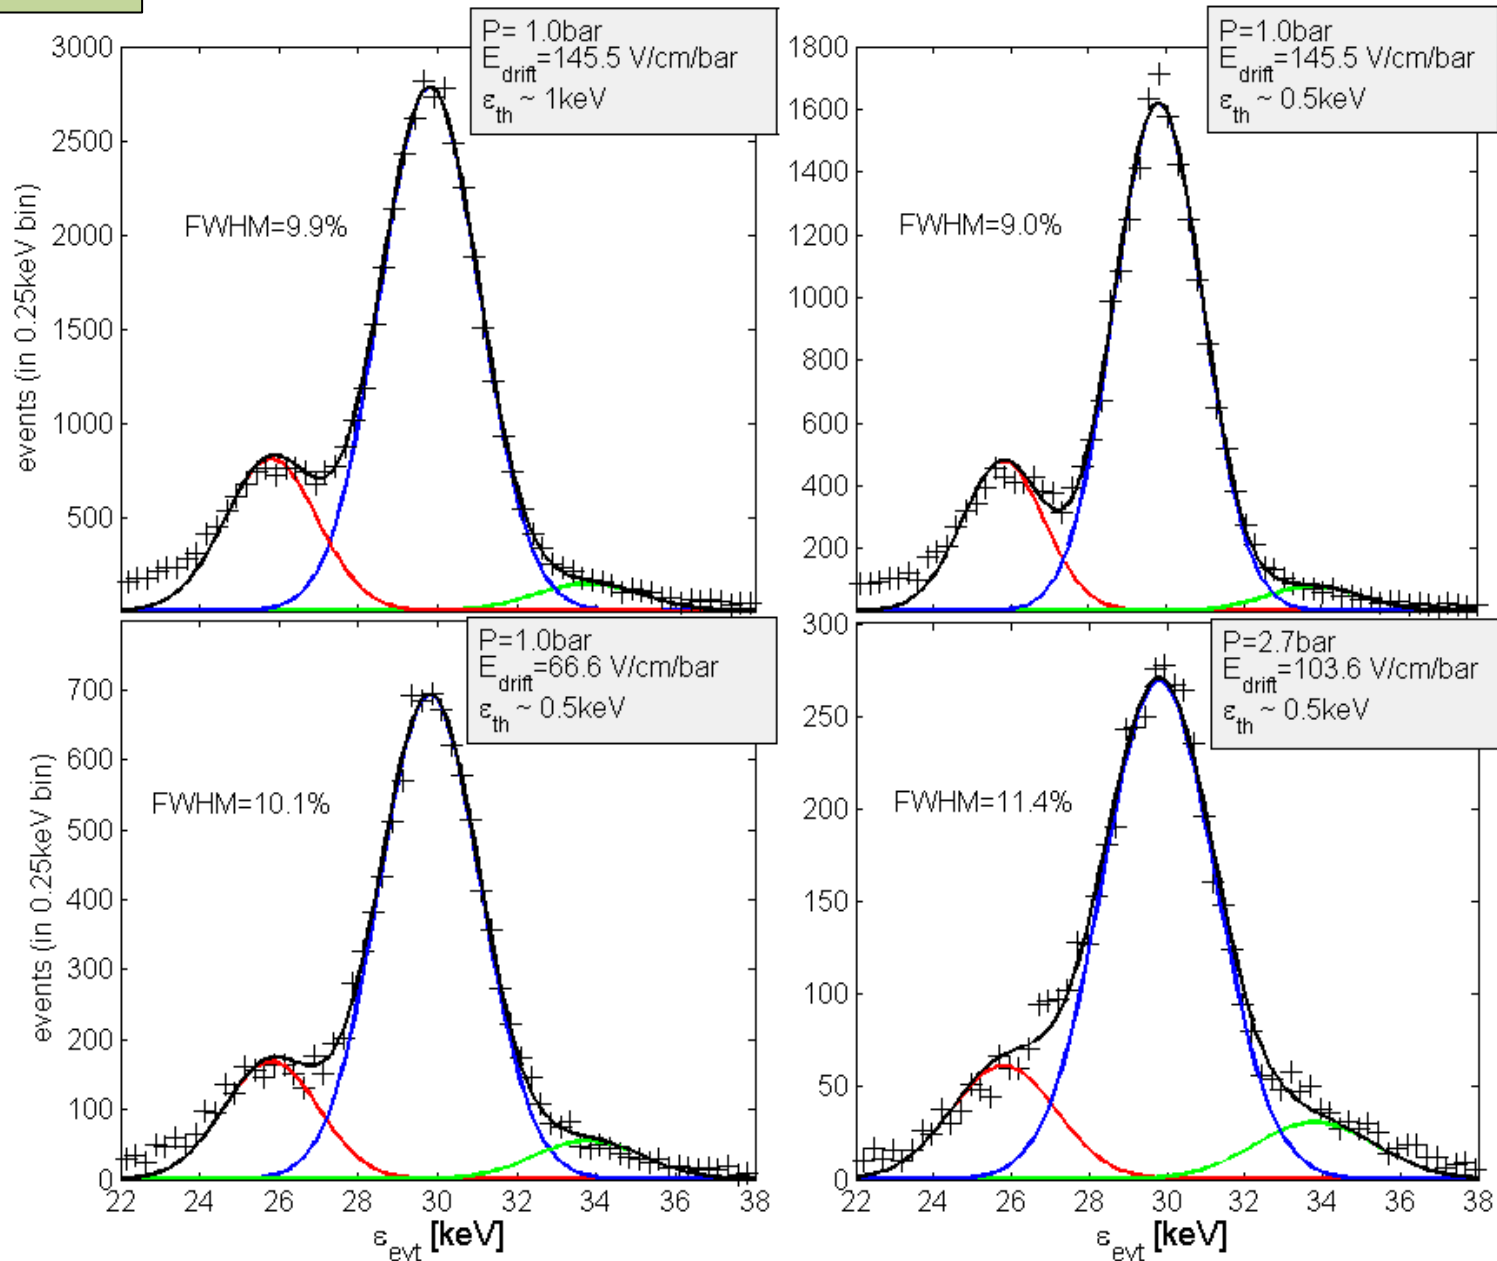 P= 1.0bar
E_drift=145.5 V/cm/bar
ε_th ~ 1keV
FWHM=9.9%
events (in 0.25keV bin)
3000
2500
2000
1500
1000
500
P=1.0bar
E_drift=145.5 V/cm/bar
ε_th ~ 0.5keV
FWHM=9.0%
1800
1600
1400
1200
1000
800
600
400
200
P=1.0bar
E_drift=66.6 V/cm/bar
ε_th ~ 0.5keV
FWHM=10.1%
events (in 0.25keV bin)
700
600
500
400
300
200
100
0
22 24 26 28 30 32 34 36 38
ε_evt [keV]
P=2.7bar
E_drift=103.6 V/cm/bar
ε_th ~ 0.5keV
FWHM=11.4%
300
250
200
150
100
50
0
22 24 26 28 30 32 34 36 38
ε_evt [keV]